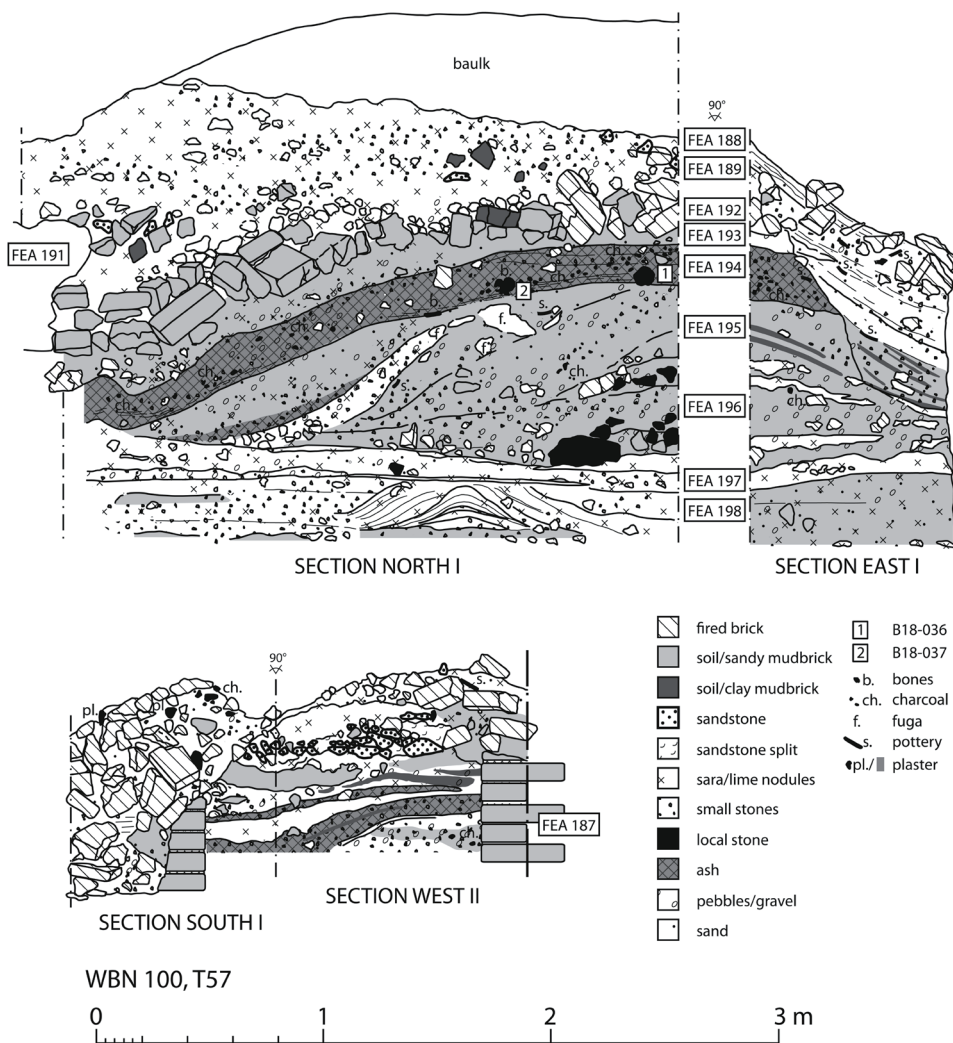 baulk
90°
FEA 188
FEA 189
FEA 192
FEA 193
FEA 191
FEA 194
FEA 195
FEA 196
FEA 197
FEA 198
ch.
b.
1
2
s.
b.
ch.
ch.
f.
f.
f.
s.
ch.
ch.
ch.
s.
s.
s.
ch.
ch.
SECTION NORTH I
SECTION EAST I
90°
pl.
pl.
ch.
s.
ch.
FEA 187
SECTION SOUTH I
SECTION WEST II
fired brick
soil/sandy mudbrick
soil/clay mudbrick
sandstone
sandstone split
sara/lime nodules
small stones
local stone
ash
pebbles/gravel
sand
1 B18-036
2 B18-037
b. bones
ch. charcoal
f. fuga
s. pottery
pl./ plaster
WBN 100, T57
0 1 2 3 m